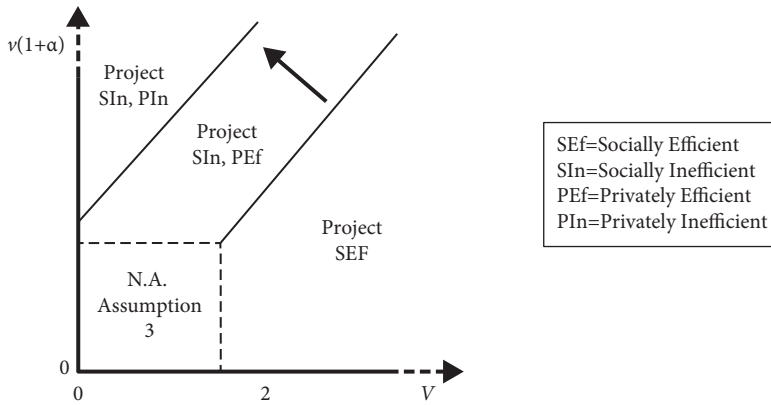 ν(1+α)
Project
SIn, PIn
Project
SIn, PEf
Project
SEF
N.A.
Assumption
3
0
0
2
V
SEf=Socially Efficient
SIn=Socially Inefficient
PEf=Privately Efficient
PIn=Privately Inefficient